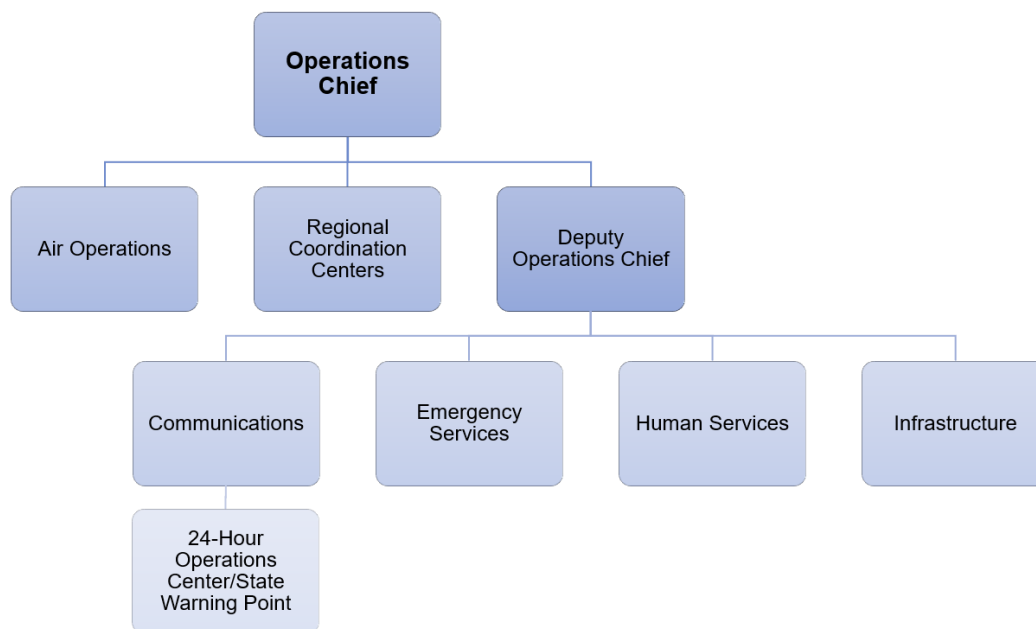 Operations
Chief
Air Operations
Regional
Coordination
Centers
Deputy
Operations Chief
Communications
Emergency
Services
Human Services
Infrastructure
24-Hour
Operations
Center/State
Warning Point